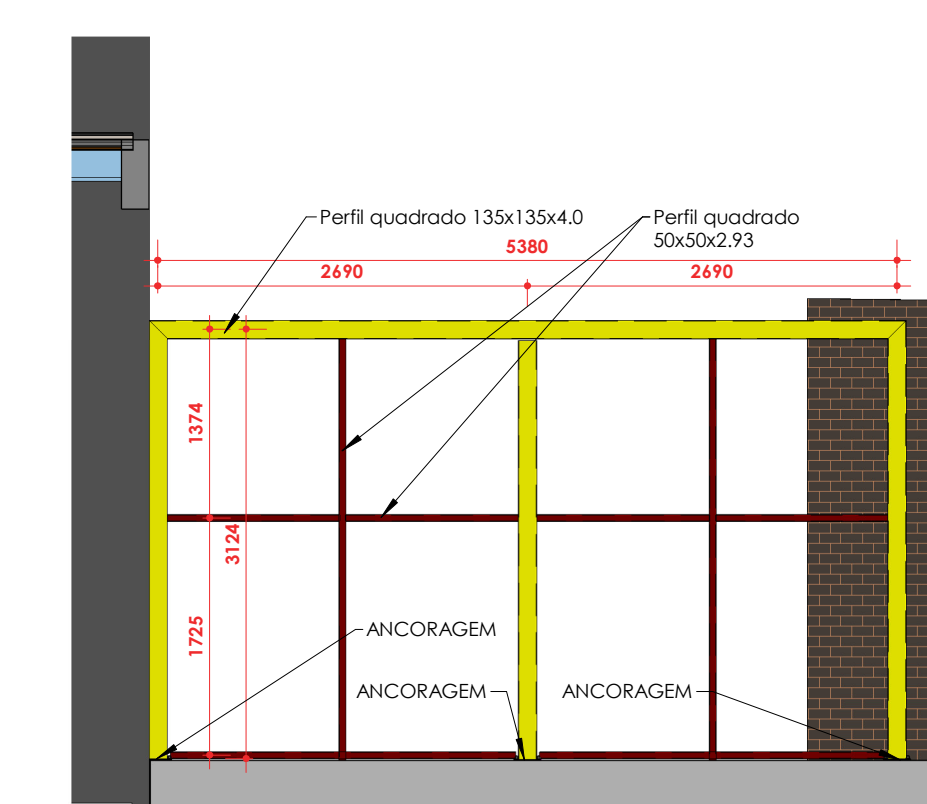 Perfil quadrado 135x135x4.0
Perfil quadrado
50x50x2.93
5380
2690
2690
1374
3124
1725
ANCORAGEM
ANCORAGEM
ANCORAGEM